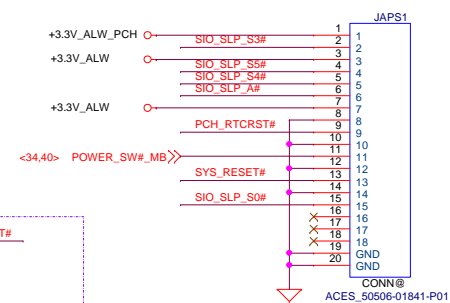 JAPS1
+3.3V_ALW_PCH 1 1
SIO_SLP_S3# 2 2
+3.3V_ALW 3 3
SIO_SLP_S5# 4 4
SIO_SLP_S4# 5 5
SIO_SLP_A# 6 6
+3.3V_ALW 7 7
8 8
PCH_RTCRST# 9 9
10 10
<34,40> POWER_SW#_MB 11 11
12 12
SYS_RESET# 13 13
14 14
SIO_SLP_S0# 15 15
16 16
17 17
18 18
19 GND
20 GND
T#
CONN@
ACES_50506-01841-P01